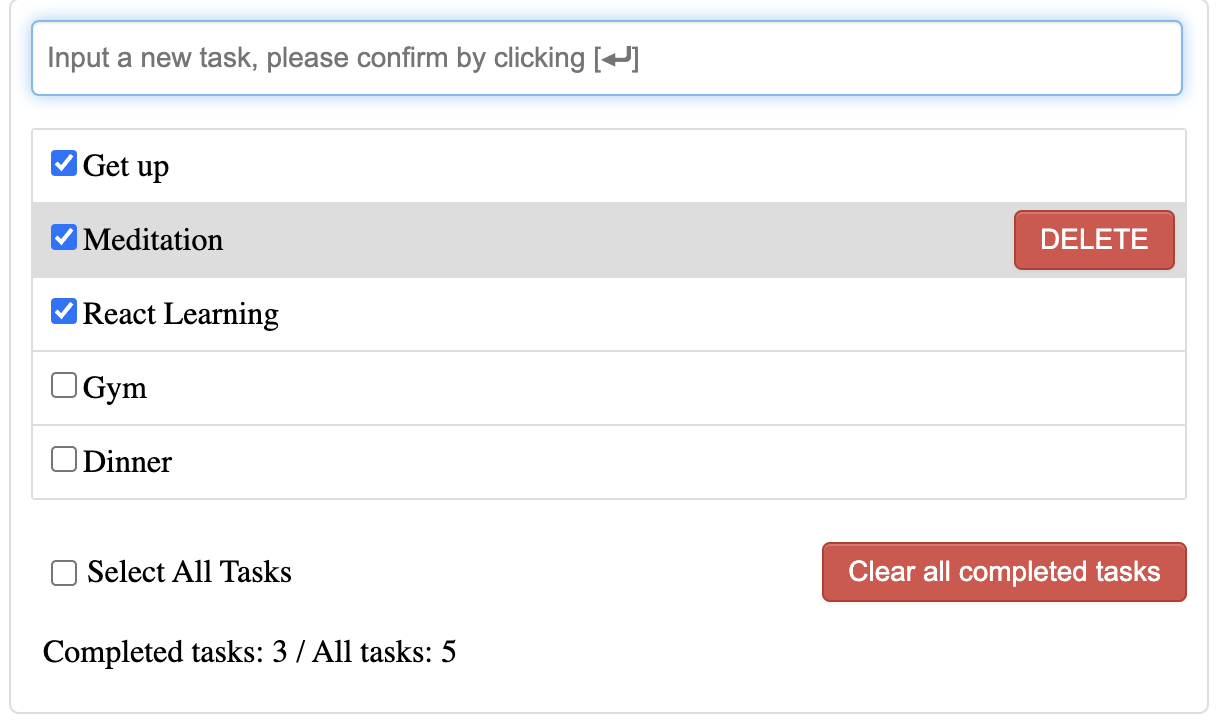 Input a new task, please confirm by clicking [↵]
Get up
Meditation DELETE
React Learning
Gym
Dinner
Select All Tasks Clear all completed tasks
Completed tasks: 3 / All tasks: 5